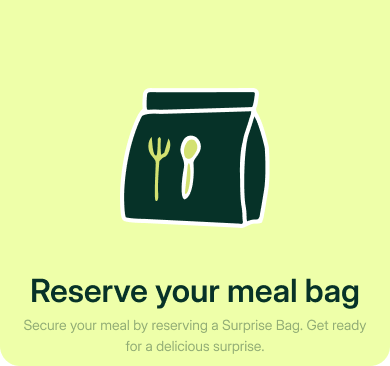 Reserve your meal bag
Secure your meal by reserving a Surprise Bag. Get ready
for a delicious surprise.